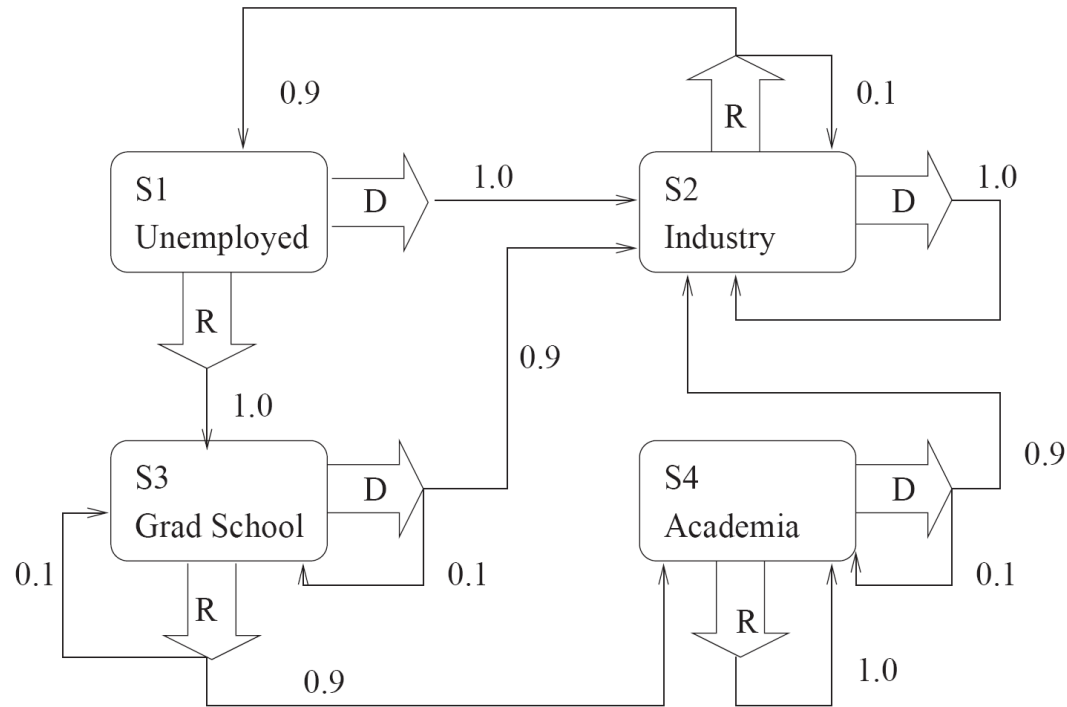 0.9
0.1
R
S1
Unemployed
D
1.0
S2
Industry
D
1.0
R
1.0
0.9
S3
Grad School
D
0.1
0.1
R
0.9
S4
Academia
D
0.9
0.1
R
1.0